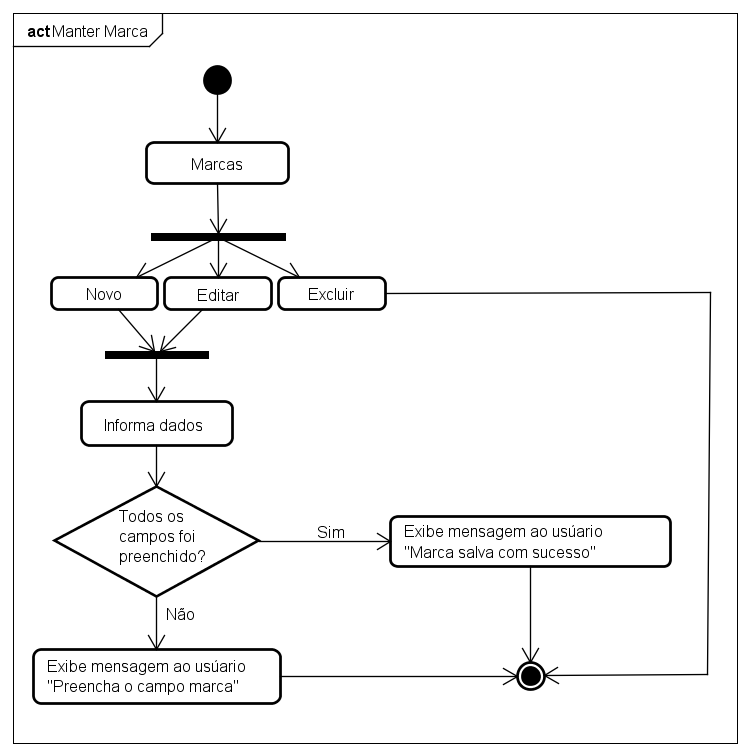 act Manter Marca
Marcas
Novo
Editar
Excluir
Informa dados
Todos os
campos foi
preenchido?
Sim
Exibe mensagem ao usúario
"Marca salva com sucesso"
Não
Exibe mensagem ao usúario
"Preencha o campo marca"